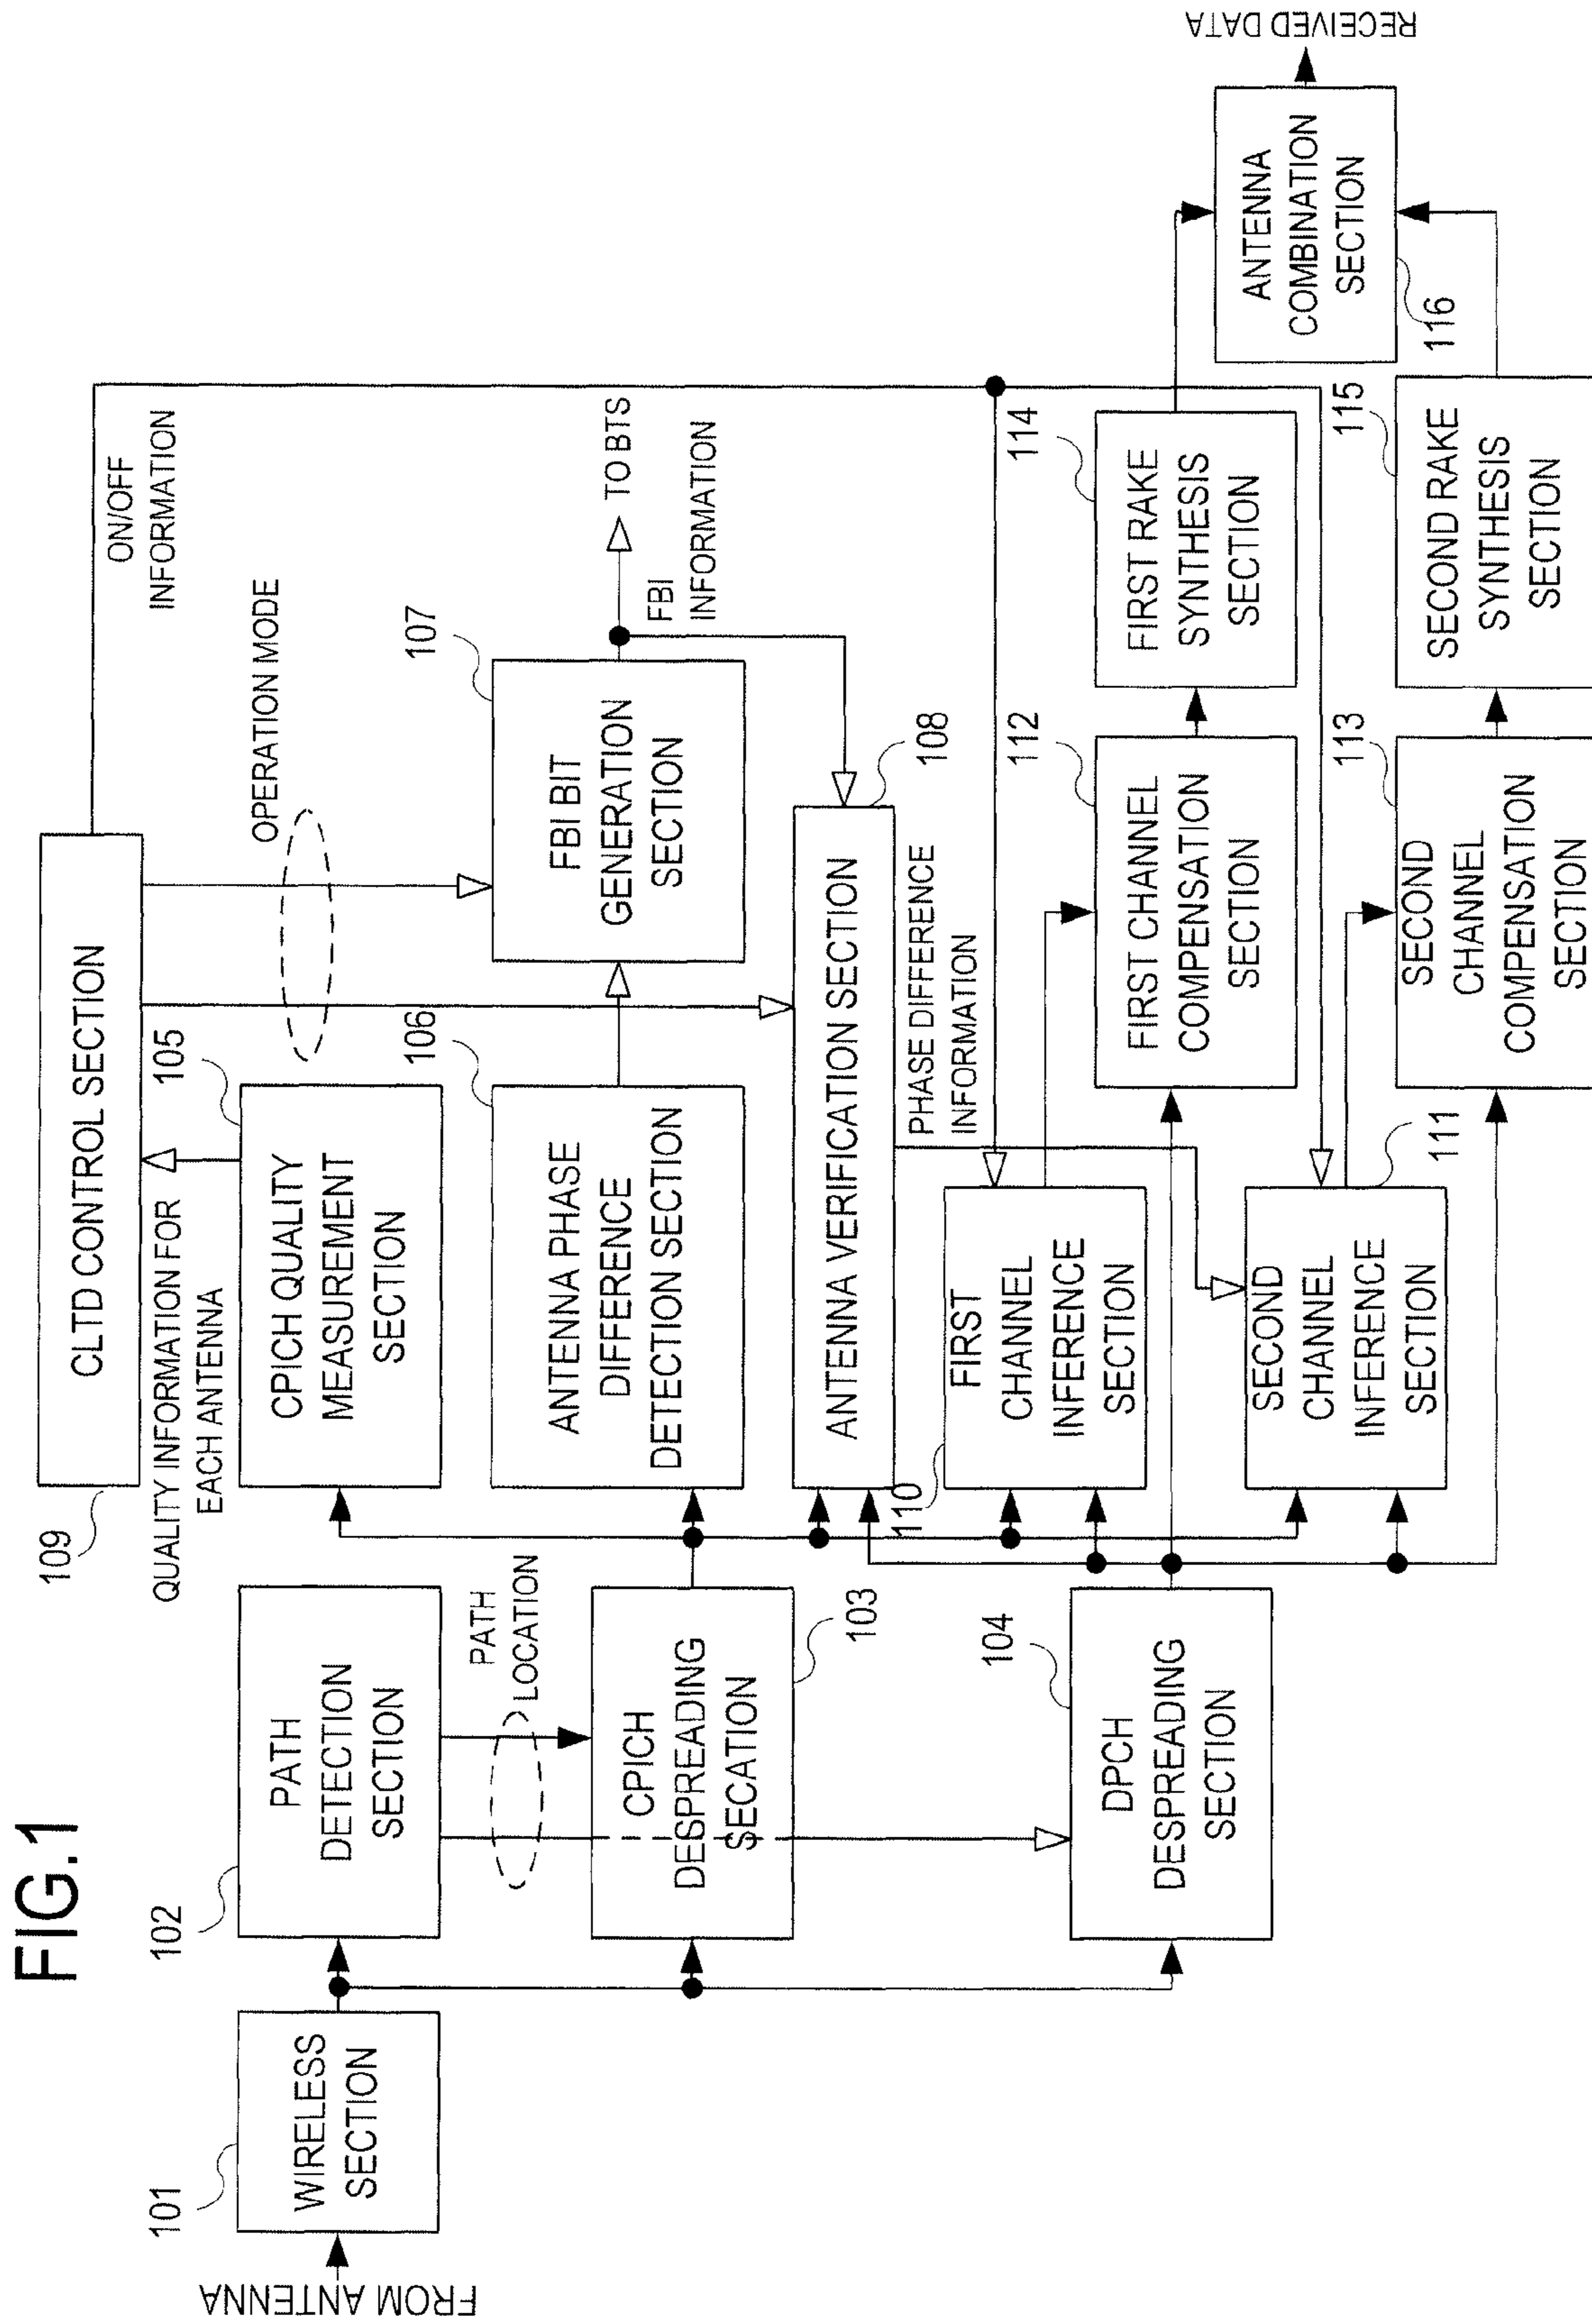 FIG.1
FROM ANTENNA
101
WIRELESS
SECTION
102
PATH
DETECTION
SECTION
PATH
LOCATION
CPICH
DESPREADING
SECATION
103
104
DPCH
DESPREADING
SECTION
109
CLTD CONTROL SECTION
QUALITY INFORMATION FOR
EACH ANTENNA
105
CPICH QUALITY
MEASUREMENT
SECTION
OPERATION MODE
ON/OFF
INFORMATION
106
ANTENNA PHASE
DIFFERENCE
DETECTION SECTION
107
FBI BIT
GENERATION
SECTION
TO BTS
FBI
INFORMATION
ANTENNA VERIFICATION SECTION
108
PHASE DIFFERENCE
INFORMATION
110
FIRST
CHANNEL
INFERENCE
SECTION
SECOND
CHANNEL
INFERENCE
SECTION
111
112
FIRST CHANNEL
COMPENSATION
SECTION
113
SECOND
CHANNEL
COMPENSATION
SECTION
114
FIRST RAKE
SYNTHESIS
SECTION
115
SECOND RAKE
SYNTHESIS
SECTION
ANTENNA
COMBINATION
SECTION
116
RECEIVED DATA